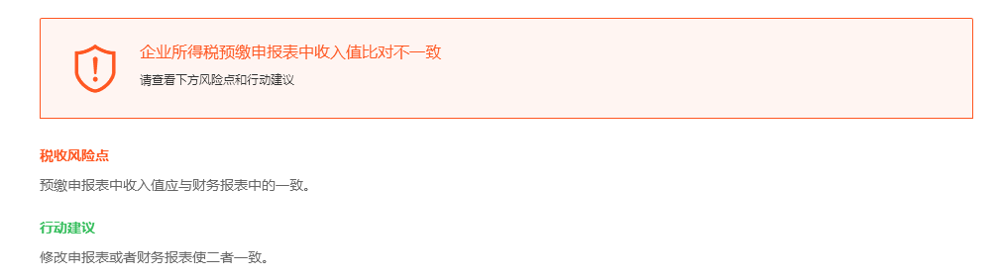 企业所得税预缴申报表中收入值比对不一致
请查看下方风险点和行动建议
税收风险点
预缴申报表中收入值应与财务报表中的一致。
行动建议
修改申报表或者财务报表使二者一致。